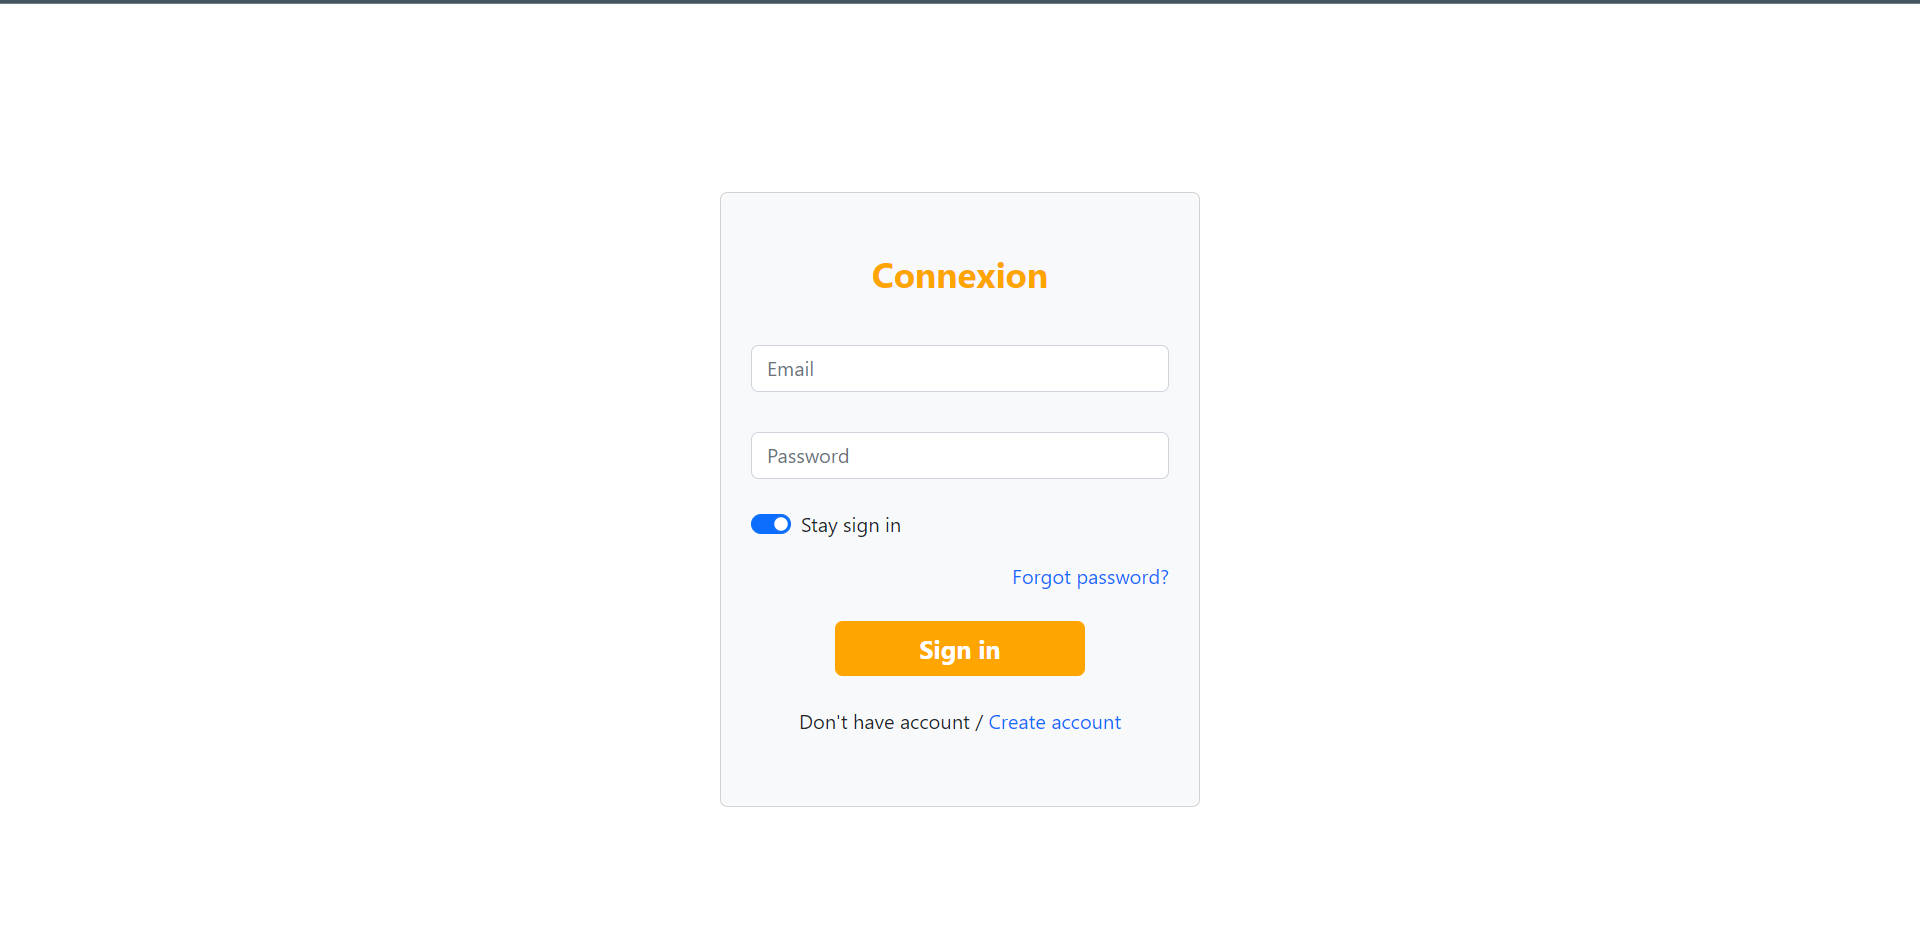 Connexion
Email
Password
Stay sign in
Forgot password?
Sign in
Don't have account / Create account